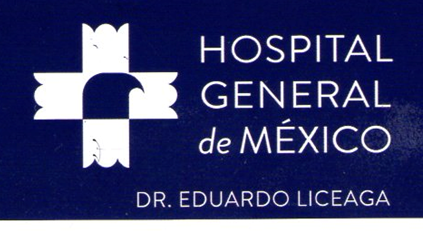 HOSPITAL
GENERAL
de MÉXICO
DR. EDUARDO LICEAGA